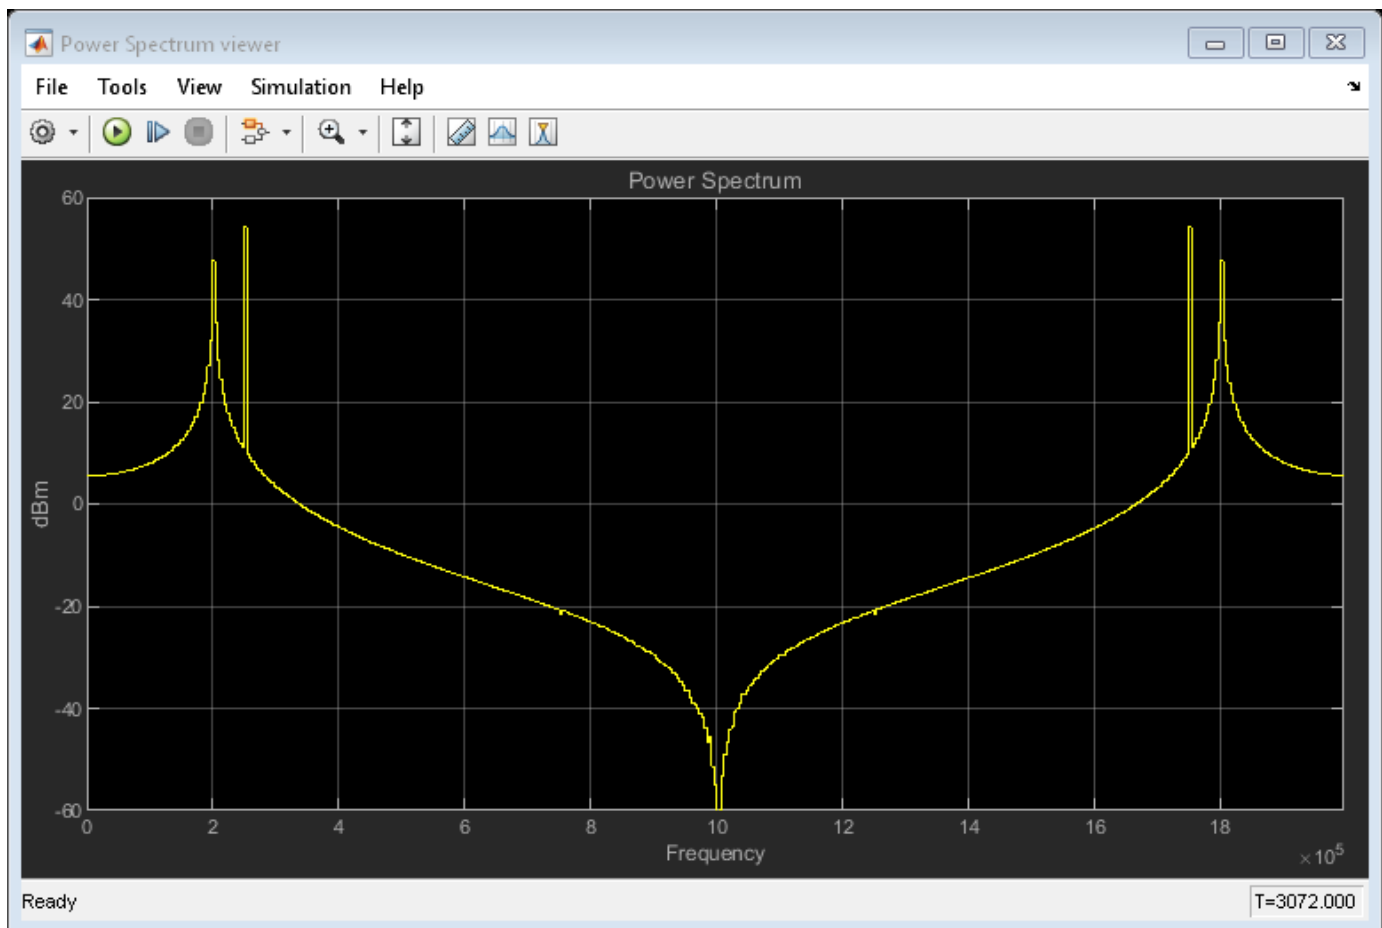 Power Spectrum viewer
File Tools View Simulation Help
Power Spectrum
60
40
20
0
-20
-40
-60
dBm
0 2 4 6 8 10 12 14 16 18
Frequency
×10⁵
Ready T=3072.000